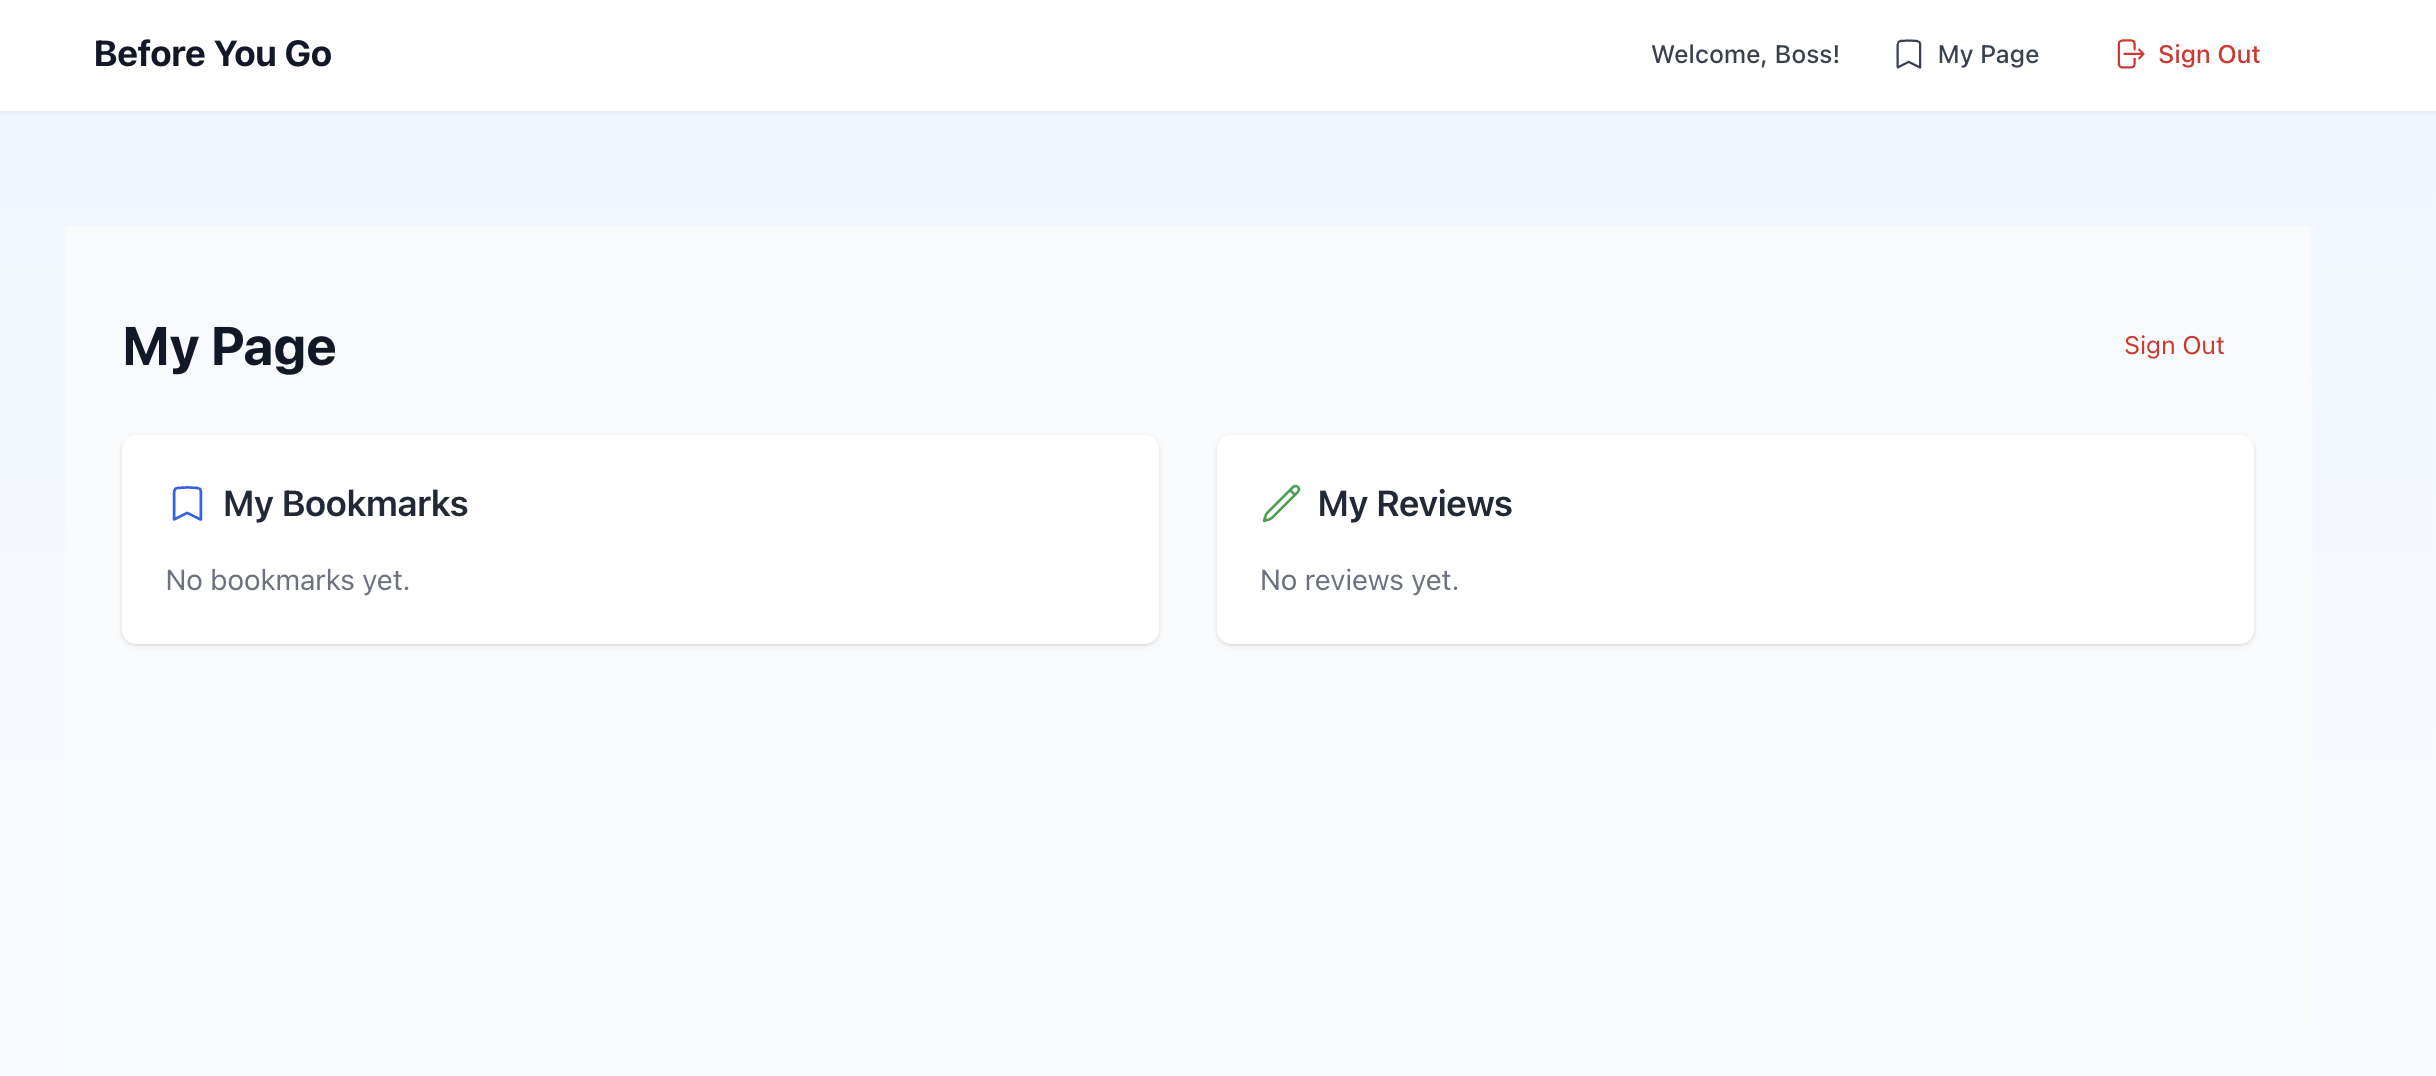 Before You Go
Welcome, Boss!
My Page
Sign Out
My Page
Sign Out
My Bookmarks
No bookmarks yet.
My Reviews
No reviews yet.